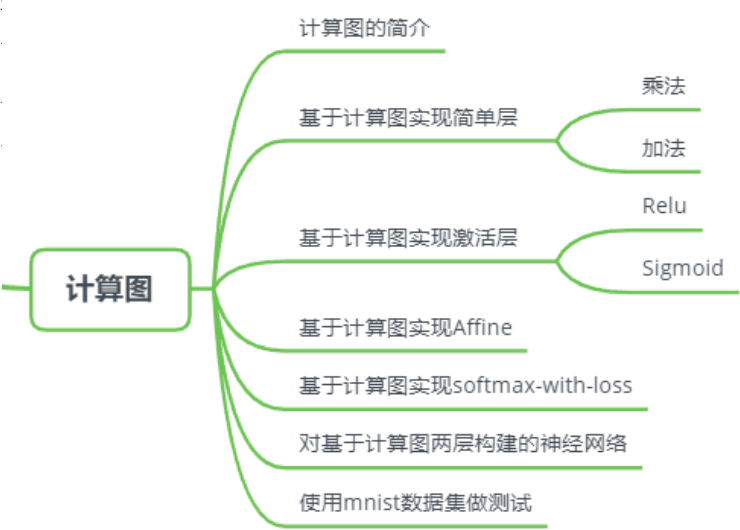 计算图
计算图的简介
基于计算图实现简单层
乘法
加法
基于计算图实现激活层
Relu
Sigmoid
基于计算图实现Affine
基于计算图实现softmax-with-loss
对基于计算图两层构建的神经网络
使用mnist数据集做测试